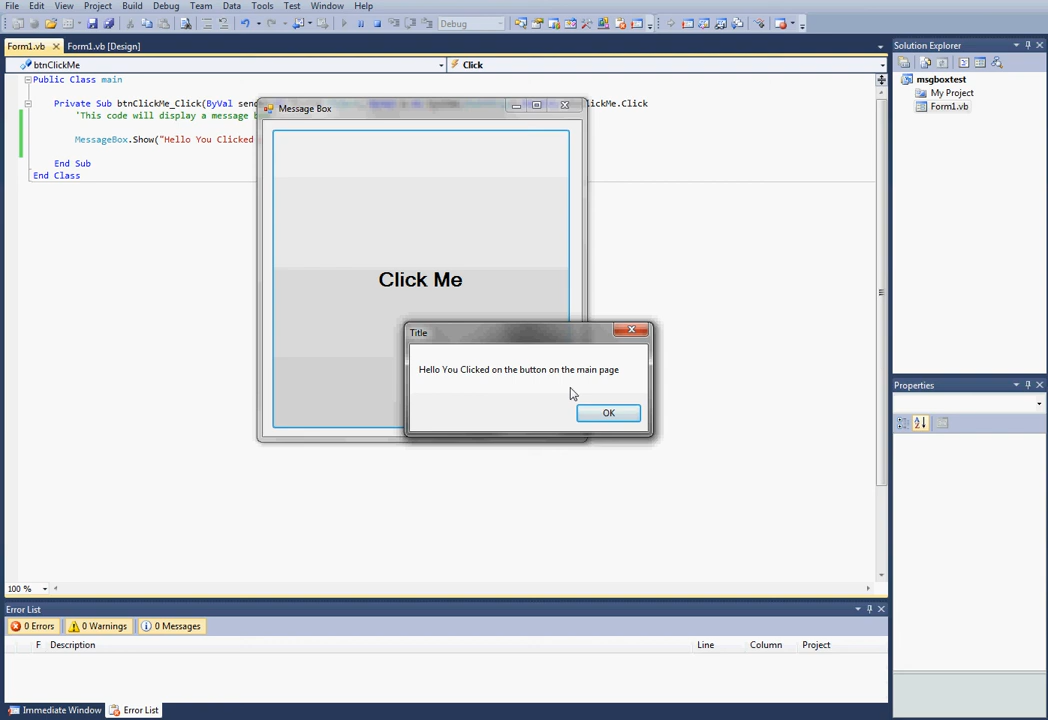 File Edit View Project Build Debug Team Data Tools Test Window Help
Debug
Form1.vb Form1.vb [Design]
btnClickMe
Click
Public Class main
Private Sub btnClickMe_Click(ByVal
ickMe.Click
'This code will display a message
MessageBox.Show("Hello You Clicked
End Sub
End Class
Message Box
Click Me
Title
Hello You Clicked on the button on the main page
OK
Solution Explorer
msgboxtest
My Project
Form1.vb
Properties
100 %
Error List
0 Errors 0 Warnings 0 Messages
F Description Line Column Project
Immediate Window Error List